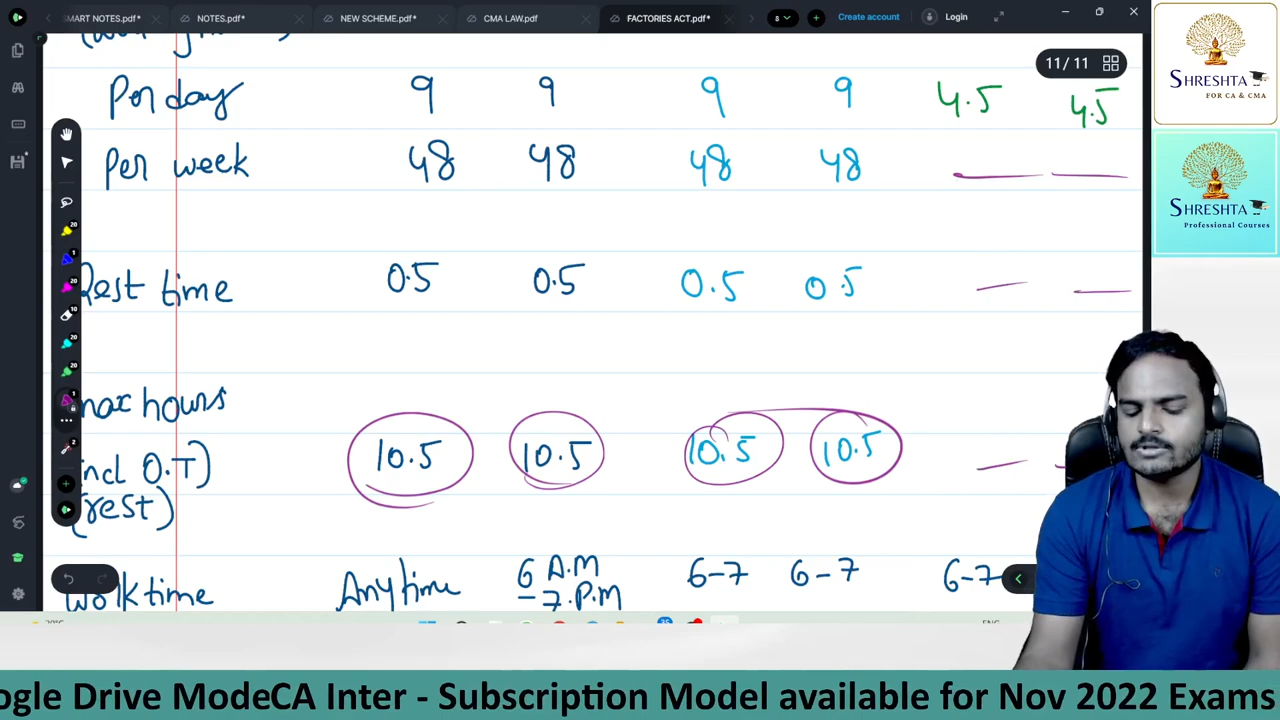 SMART NOTES.pdf* NOTES.pdf* NEW SCHEME.pdf* CMA LAW.pdf FACTORIES ACT.pdf* 8 Create account Login
11/11
SHRESHTA
FOR CA & CMA
Per day 9 9 9 9 4.5 4.5
Per week 48 48 48 48
SHRESHTA
Professional Courses
Rest time 0.5 0.5 0.5 0.5
max hours
incl O.T) 10.5 10.5 10.5 10.5
(rest)
Work time Anytime 6 A.M 6-7 6-7 6-7
- 7.P.m
ENG
ogle Drive ModeCA Inter - Subscription Model available for Nov 2022 Exams